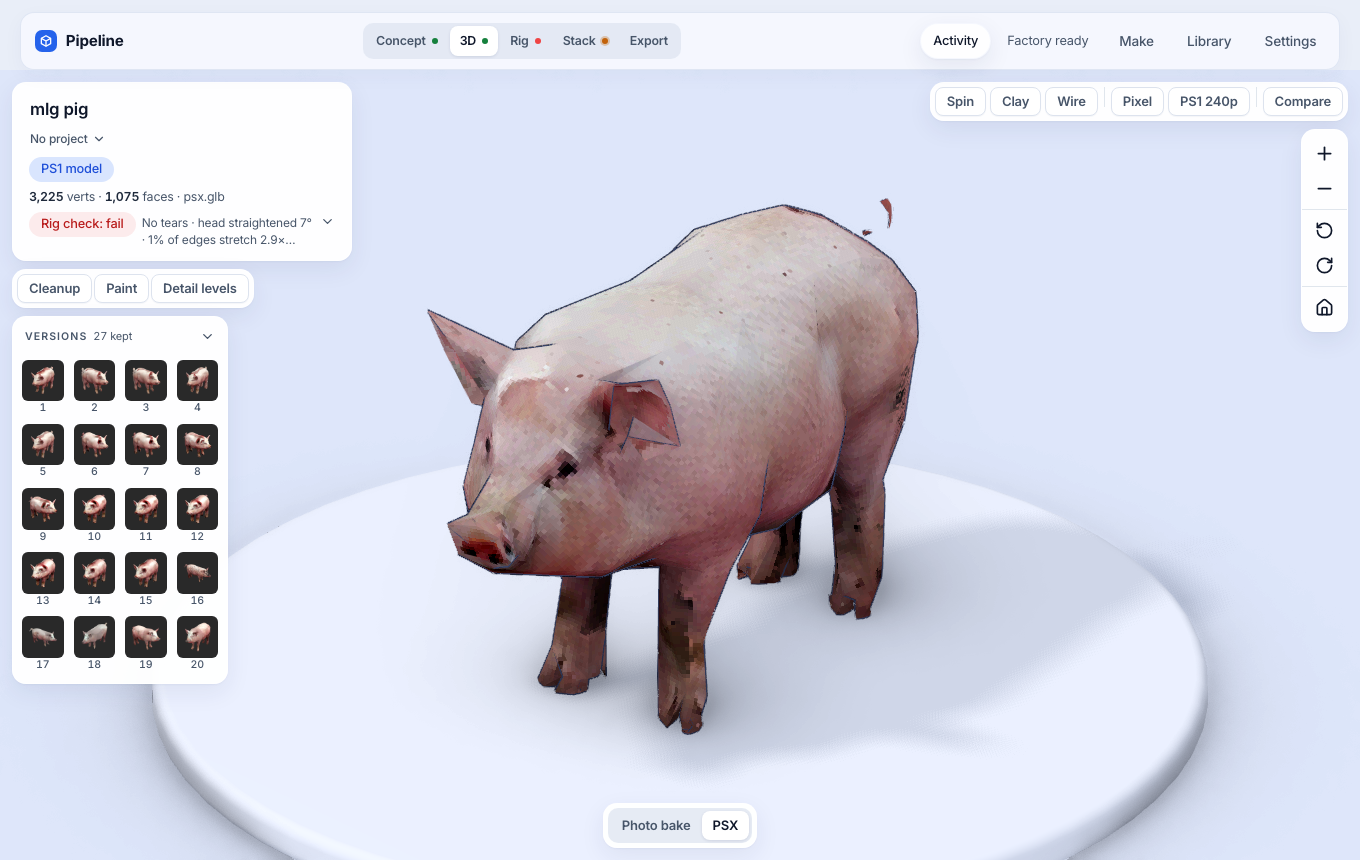 Pipeline
Concept
3D
Rig
Stack
Export
Activity
Factory ready
Make
Library
Settings
mlg pig
No project
PS1 model
3,225 verts · 1,075 faces · psx.glb
Rig check: fail
No tears · head straightened 7°
· 1% of edges stretch 2.9×...
Spin
Clay
Wire
Pixel
PS1 240p
Compare
Cleanup
Paint
Detail levels
VERSIONS 27 kept
1 2 3 4
5 6 7 8
9 10 11 12
13 14 15 16
17 18 19 20
Photo bake
PSX